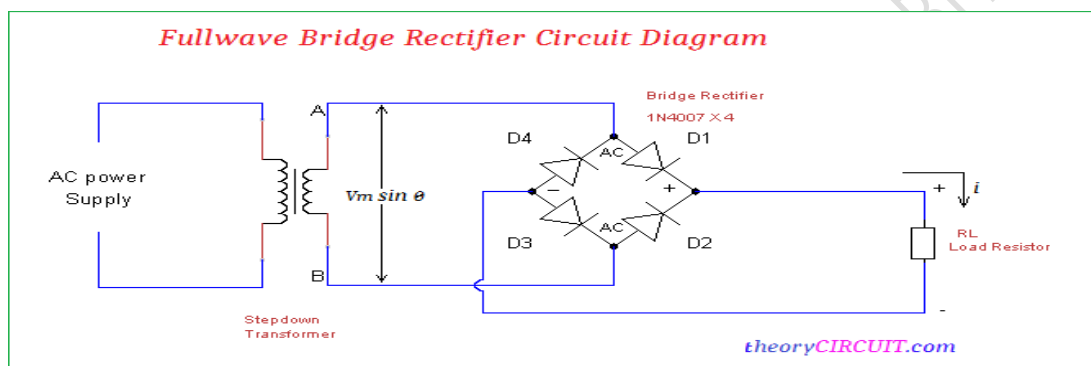 Fullwave Bridge Rectifier Circuit Diagram
Bridge Rectifier
1N4007 X 4
A
D4
D1
AC
AC power
Supply
Vm sin θ
-
+
+
i
AC
D3
D2
RL
Load Resistor
B
-
Stepdown
Transformer
theoryCIRCUIT.com